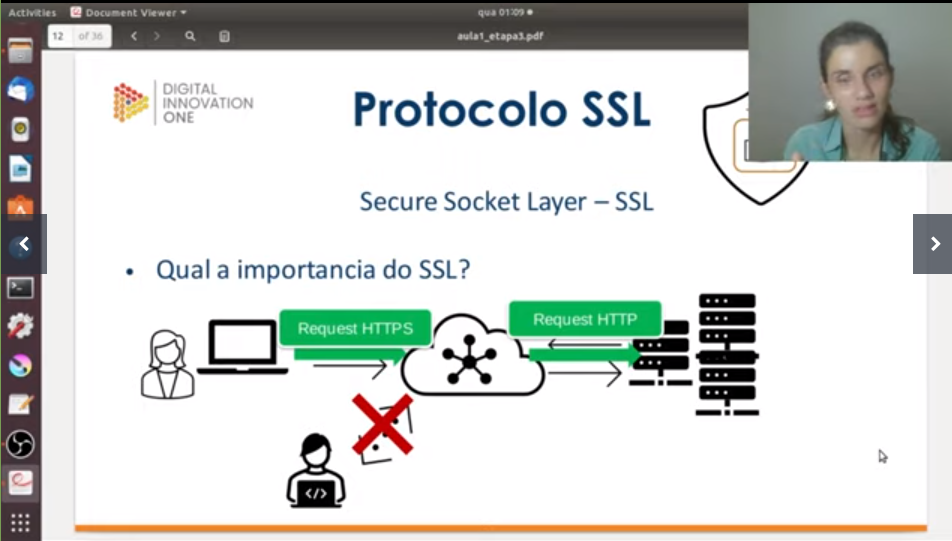 Activities
Document Viewer
qua 01:09
12
of 36
aula1_etapa3.pdf
DIGITAL
INNOVATION
ONE
Protocolo SSL
Secure Socket Layer – SSL
• Qual a importancia do SSL?
Request HTTPS
Request HTTP
</>